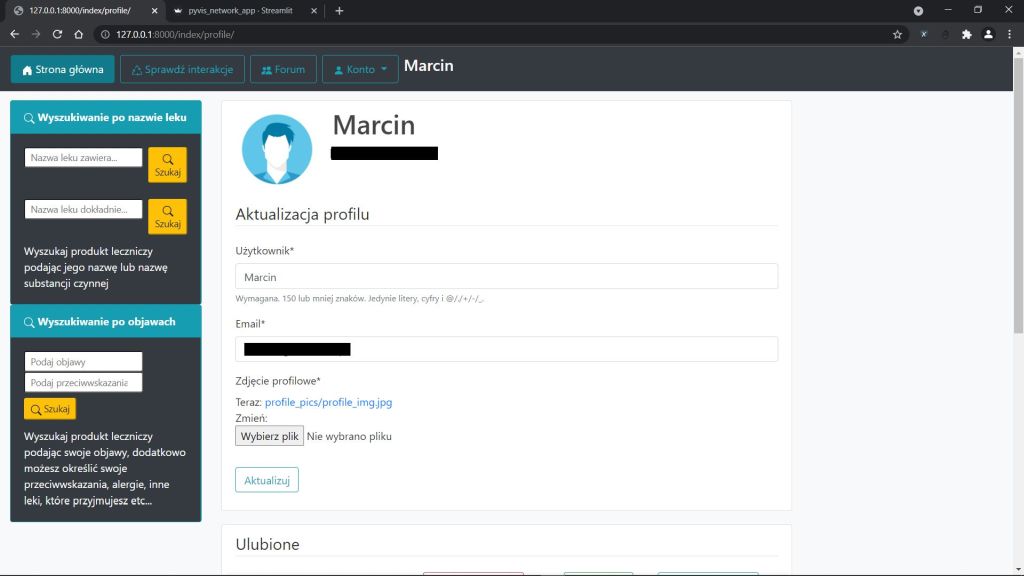 127.0.0.1:8000/index/profile/
pyvis_network_app · Streamlit
127.0.0.1:8000/index/profile/
Strona główna
Sprawdź interakcje
Forum
Konto
Marcin
Wyszukiwanie po nazwie leku
Nazwa leku zawiera...
Szukaj
Nazwa leku dokładnie...
Szukaj
Wyszukaj produkt leczniczy
podając jego nazwę lub nazwę
substancji czynnej
Wyszukiwanie po objawach
Podaj objawy
Podaj przeciwwskazania
Szukaj
Wyszukaj produkt leczniczy
podając swoje objawy, dodatkowo
możesz określić swoje
przeciwwskazania, alergie, inne
leki, które przyjmujesz etc...
Marcin
Aktualizacja profilu
Użytkownik*
Marcin
Wymagana. 150 lub mniej znaków. Jedynie litery, cyfry i @/./+/-/_.
Email*
Zdjęcie profilowe*
Teraz: profile_pics/profile_img.jpg
Zmień:
Wybierz plik Nie wybrano pliku
Aktualizuj
Ulubione